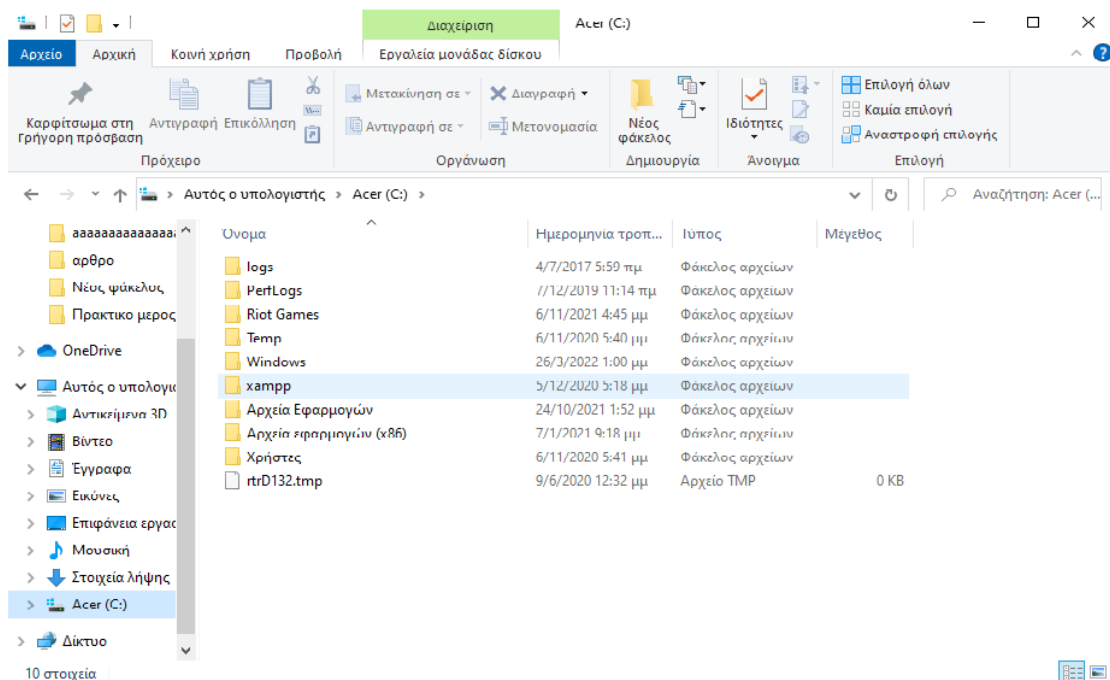 Διαχείριση Acer (C:)
Αρχείο Αρχική Κοινή χρήση Προβολή Εργαλεία μονάδας δίσκου
Καρφίτσωμα στη Γρήγορη πρόσβαση
Αντιγραφή Επικόλληση
Πρόχειρο
Μετακίνηση σε Διαγραφή
Αντιγραφή σε Μετονομασία
Οργάνωση
Νέος φάκελος
Δημιουργία
Ιδιότητες
Άνοιγμα
Επιλογή όλων
Καμία επιλογή
Αναστροφή επιλογής
Επιλογή
Αυτός ο υπολογιστής > Acer (C:) >
Αναζήτηση: Acer (...
αρθρο
Νέος φάκελος
Πρακτικο μερος
OneDrive
Αυτός ο υπολογισ
Αντικείμενα 3D
Βίντεο
Έγγραφα
Εικόνες
Επιφάνεια εργασ
Μουσική
Στοιχεία λήψης
Acer (C:)
Δίκτυο
Όνομα Ημερομηνία τροπ... Τύπος Μέγεθος
logs 4/7/2017 5:59 πμ Φάκελος αρχείων
PerfLogs 7/12/2019 11:14 πμ Φάκελος αρχείων
Riot Games 6/11/2021 4:45 μμ Φάκελος αρχείων
Temp 6/11/2020 5:40 μμ Φάκελος αρχείων
Windows 26/3/2022 1:00 μμ Φάκελος αρχείων
xampp 5/12/2020 5:18 μμ Φάκελος αρχείων
Αρχεία Εφαρμογών 24/10/2021 1:52 μμ Φάκελος αρχείων
Αρχεία εφαρμογών (x86) 7/1/2021 9:18 μμ Φάκελος αρχείων
Χρήστες 6/11/2020 5:41 μμ Φάκελος αρχείων
rtrD132.tmp 9/6/2020 12:32 μμ Αρχείο TMP 0 KB
10 στοιχεία